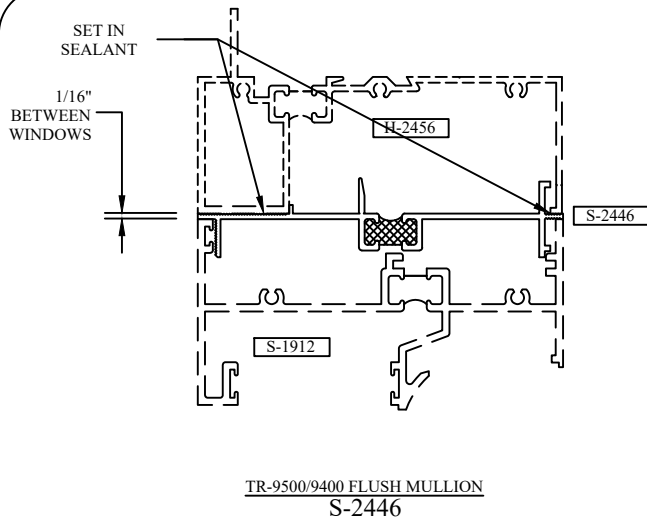 SET IN
SEALANT
1/16"
BETWEEN
WINDOWS
H-2456
S-2446
S-1912
TR-9500/9400 FLUSH MULLION
S-2446